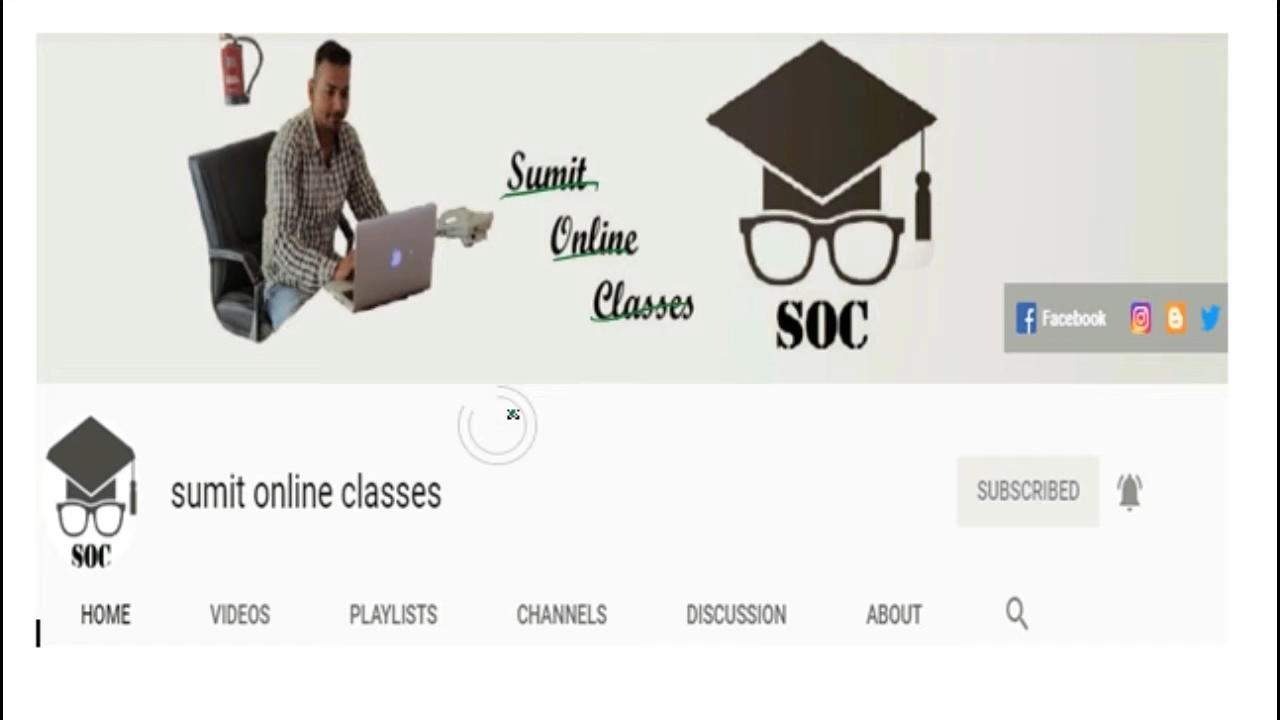 Sumit
Online
Classes
SOC
Facebook
sumit online classes
SUBSCRIBED
SOC
HOME VIDEOS PLAYLISTS CHANNELS DISCUSSION ABOUT